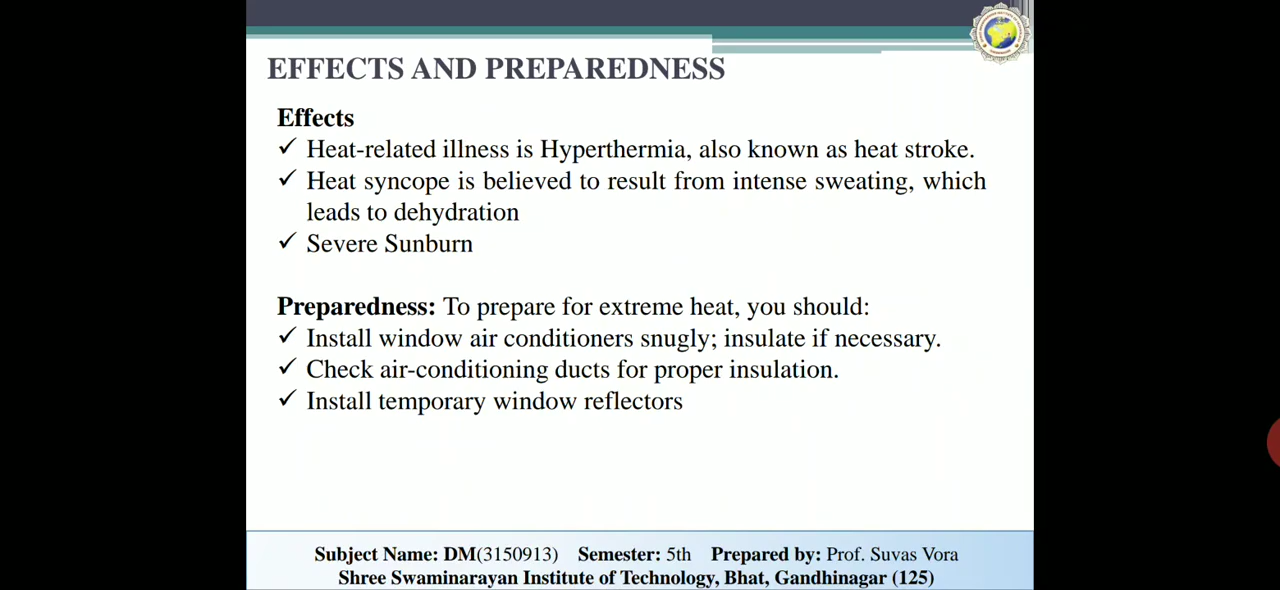 EFFECTS AND PREPAREDNESS
Effects
✓ Heat-related illness is Hyperthermia, also known as heat stroke.
✓ Heat syncope is believed to result from intense sweating, which
leads to dehydration
✓ Severe Sunburn
Preparedness: To prepare for extreme heat, you should:
✓ Install window air conditioners snugly; insulate if necessary.
✓ Check air-conditioning ducts for proper insulation.
✓ Install temporary window reflectors
Subject Name: DM(3150913) Semester: 5th Prepared by: Prof. Suvas Vora
Shree Swaminarayan Institute of Technology, Bhat, Gandhinagar (125)